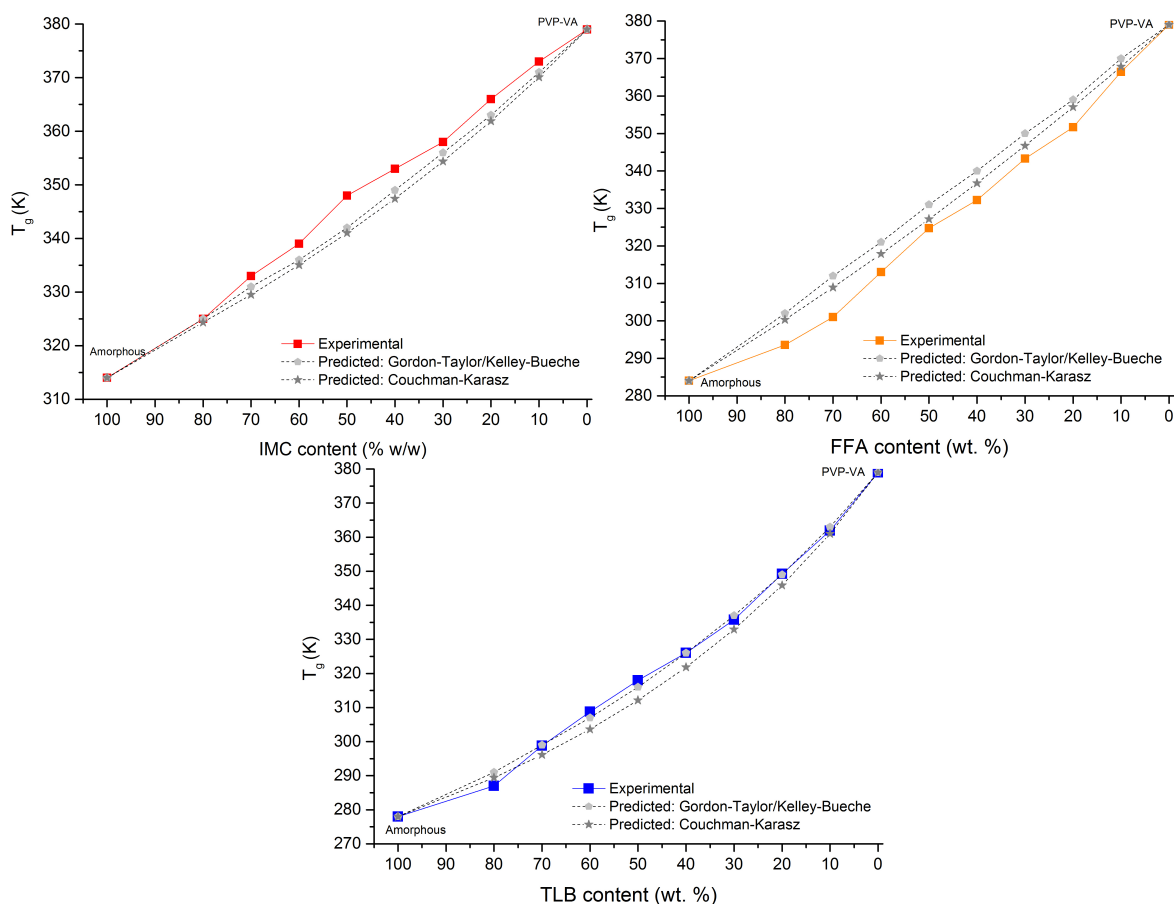 380
370
360
350
340
330
320
310
T_g (K)
PVP-VA
Amorphous
Experimental
Predicted: Gordon-Taylor/Kelley-Bueche
Predicted: Couchman-Karasz
100 90 80 70 60 50 40 30 20 10 0
IMC content (% w/w)
380
370
360
350
340
330
320
310
300
290
280
T_g (K)
PVP-VA
Amorphous
Experimental
Predicted: Gordon-Taylor/Kelley-Bueche
Predicted: Couchman-Karasz
100 90 80 70 60 50 40 30 20 10 0
FFA content (wt. %)
380
370
360
350
340
330
320
310
300
290
280
270
T_g (K)
PVP-VA
Amorphous
Experimental
Predicted: Gordon-Taylor/Kelley-Bueche
Predicted: Couchman-Karasz
100 90 80 70 60 50 40 30 20 10 0
TLB content (wt. %)